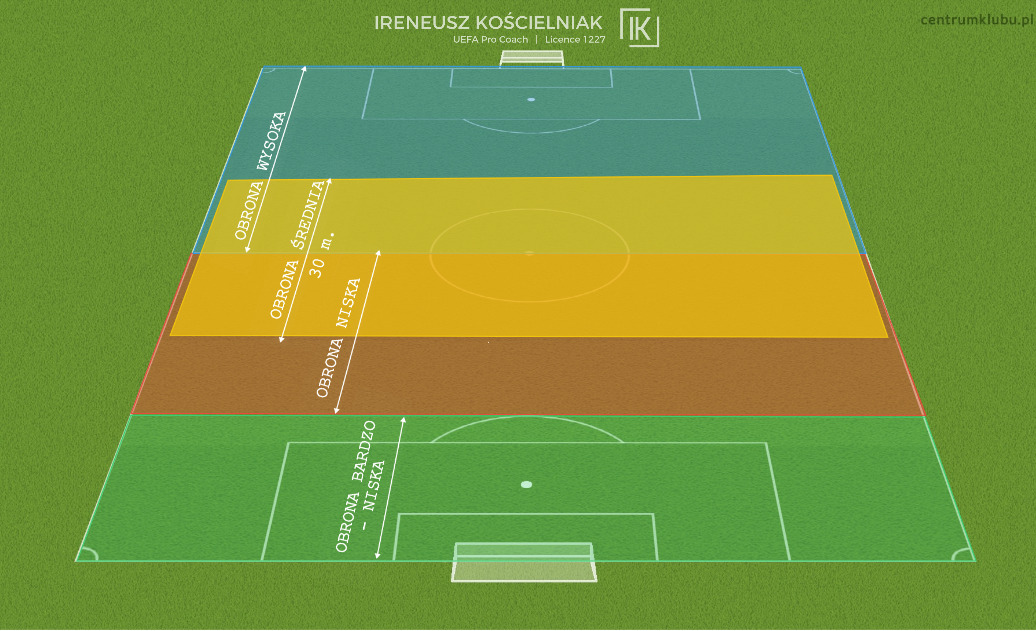 IRENEUSZ KOŚCIELNIAK
UEFA Pro Coach | Licence 1227
IK
centrumklubu.pl
OBRONA WYSOKA
OBRONA ŚREDNIA
30 m.
OBRONA NISKA
OBRONA BARDZO
- NISKA